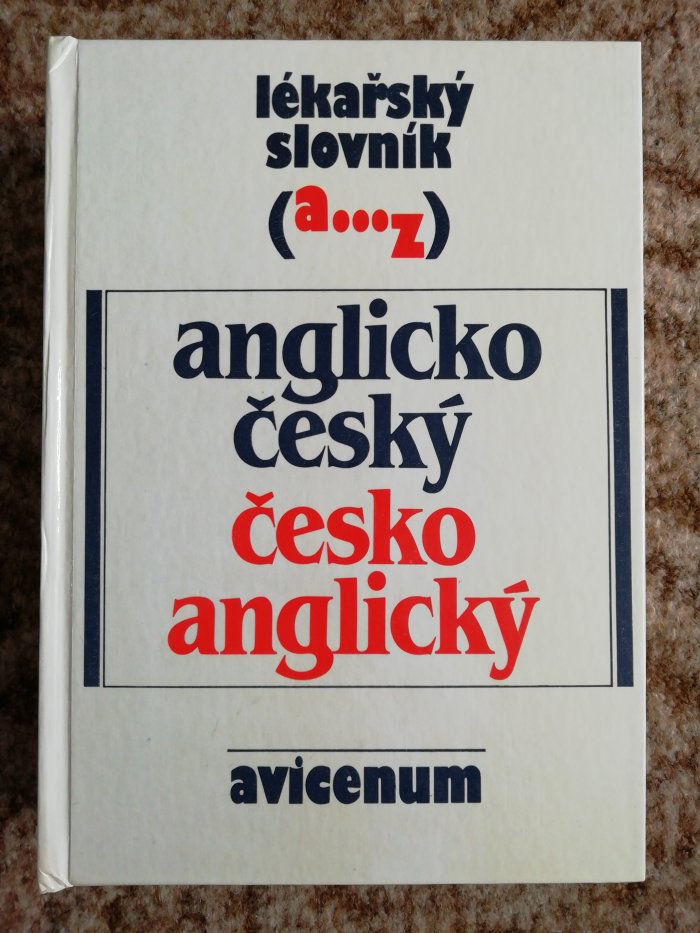 lékařský
slovník
(a...z)
anglicko
český
česko
anglický
avicenum